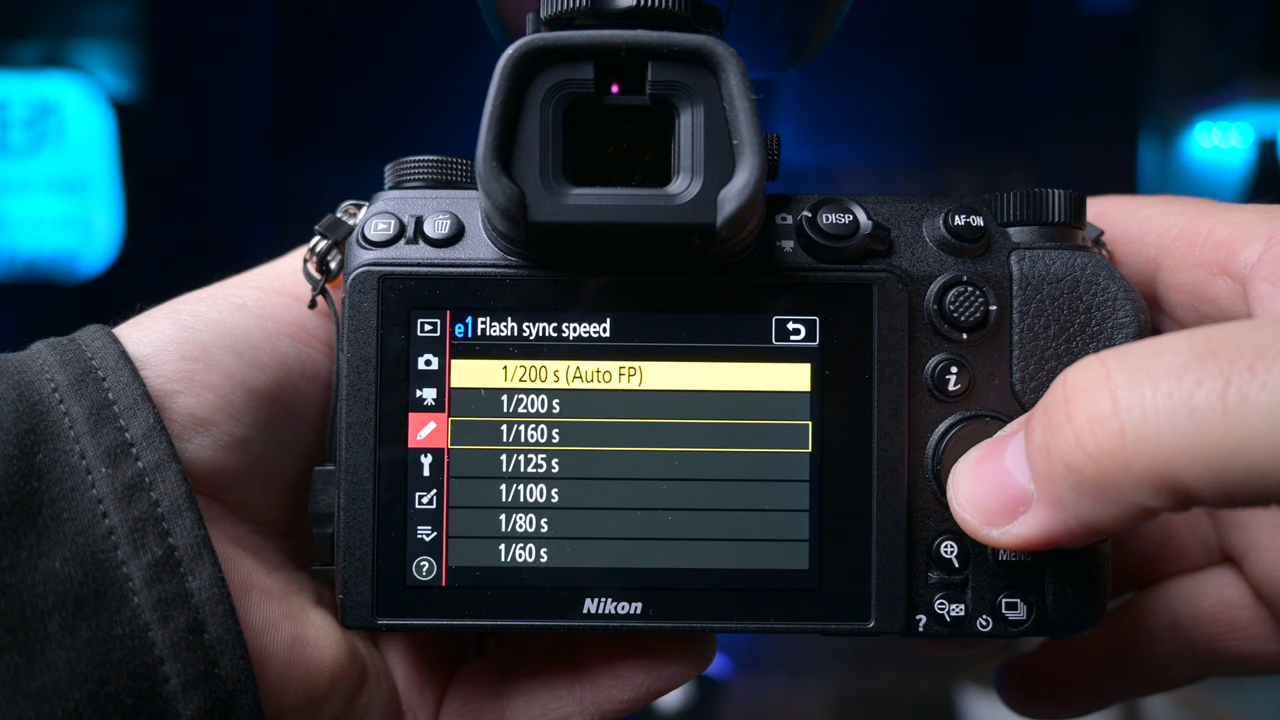 DISP
AF-ON
e1 Flash sync speed
1/200 s (Auto FP)
1/200 s
1/160 s
1/125 s
1/100 s
1/80 s
1/60 s
i
?
MENU
Nikon
?